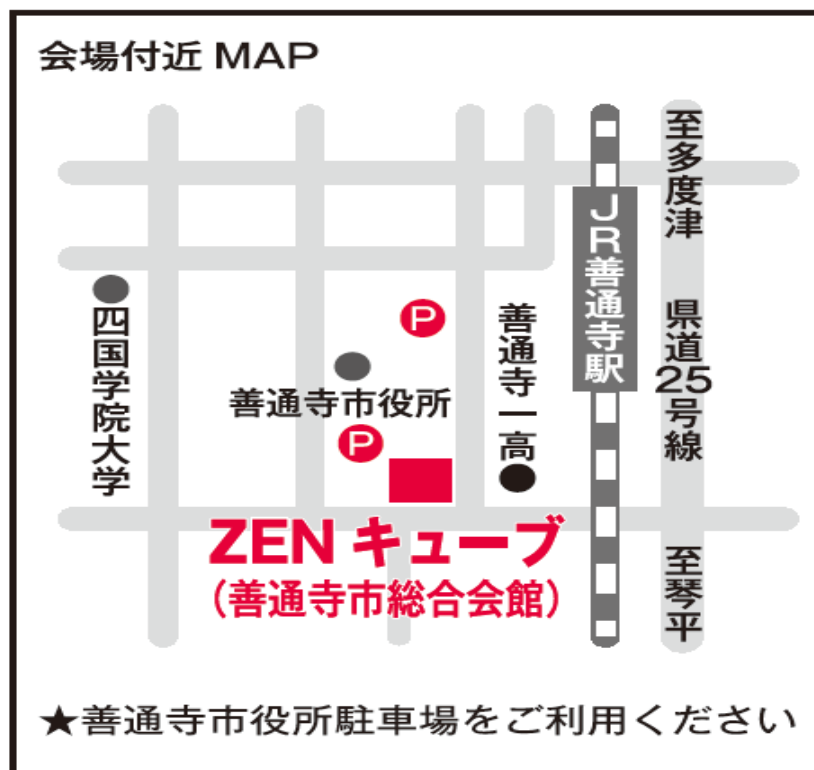 会場付近 MAP
至多度津
JR善通寺駅
県道25号線
四国学院大学
P
善通寺一高
善通寺市役所
P
ZENキューブ
(善通寺市総合会館)
至琴平
★善通寺市役所駐車場をご利用ください